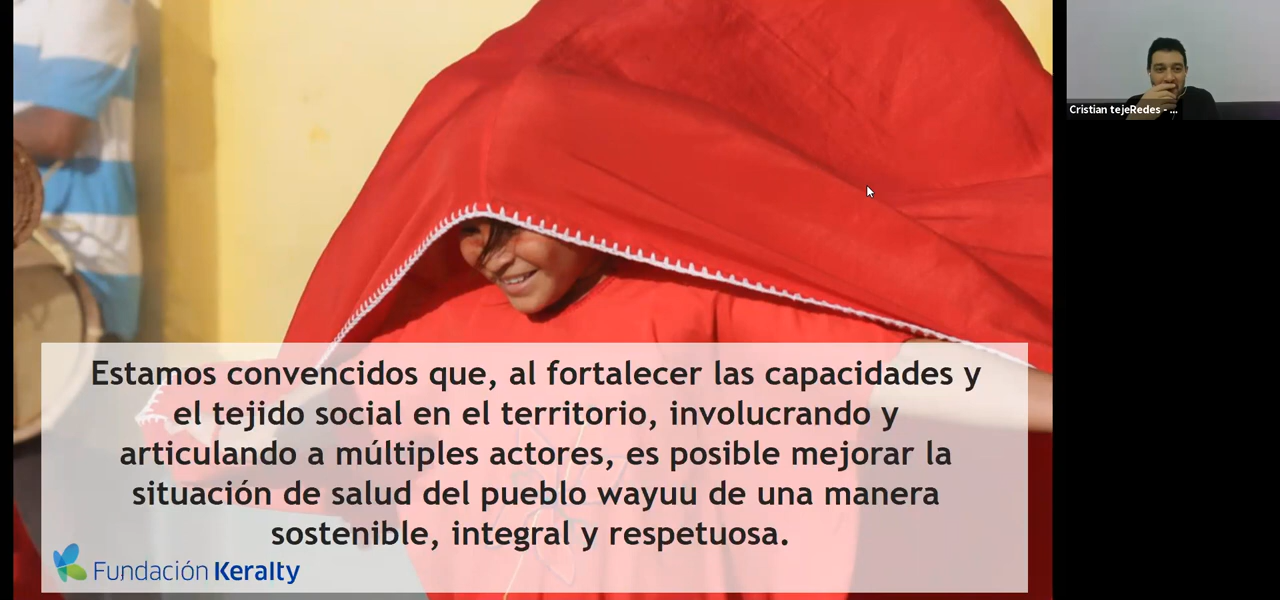 Cristian tejeRedes - ...
Estamos convencidos que, al fortalecer las capacidades y
el tejido social en el territorio, involucrando y
articulando a múltiples actores, es posible mejorar la
situación de salud del pueblo wayuu de una manera
sostenible, integral y respetuosa.
Fundación Keralty